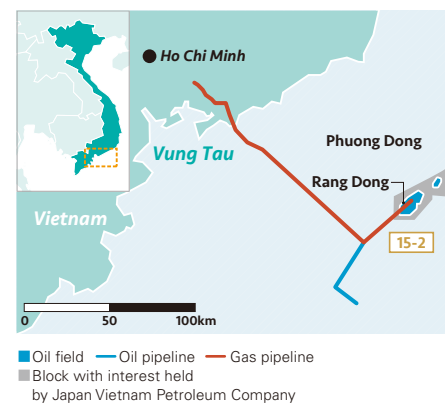 Ho Chi Minh
Vung Tau
Phuong Dong
Rang Dong
Vietnam
15-2
0 50 100km
Oil field Oil pipeline Gas pipeline
Block with interest held
by Japan Vietnam Petroleum Company